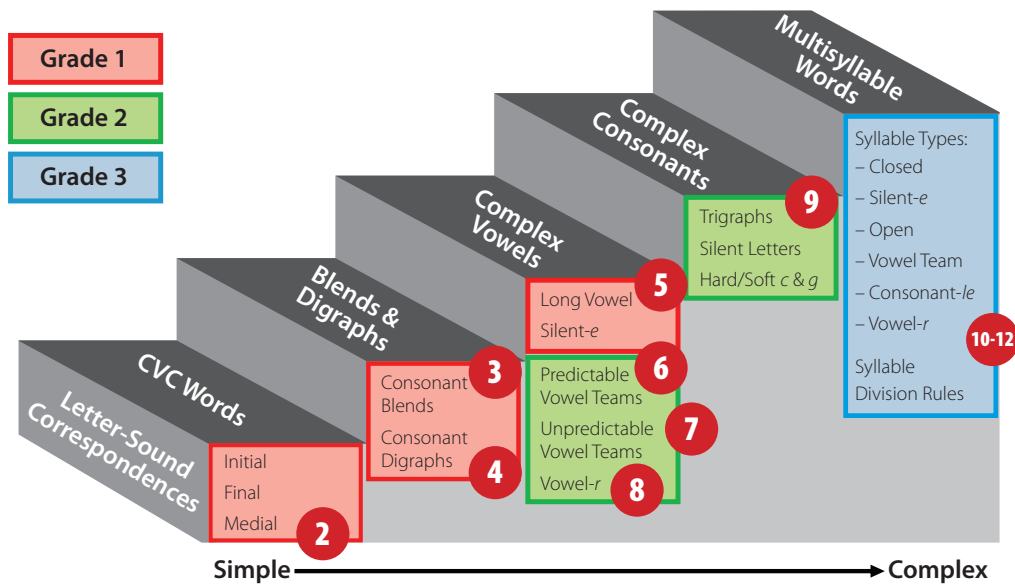 Grade 1
Grade 2
Grade 3
Letter-Sound
Correspondences
CVC Words
Initial
Final
Medial
2
Blends &
Digraphs
Consonant
Blends
3
Consonant
Digraphs
4
Complex
Vowels
Long Vowel
Silent-e
5
Predictable
Vowel Teams
6
Unpredictable
Vowel Teams
7
Vowel-r
8
Complex
Consonants
Trigraphs
Silent Letters
Hard/Soft c & g
9
Multisyllable
Words
Syllable Types:
– Closed
– Silent-e
– Open
– Vowel Team
– Consonant-le
– Vowel-r
Syllable
Division Rules
10-12
Simple
Complex